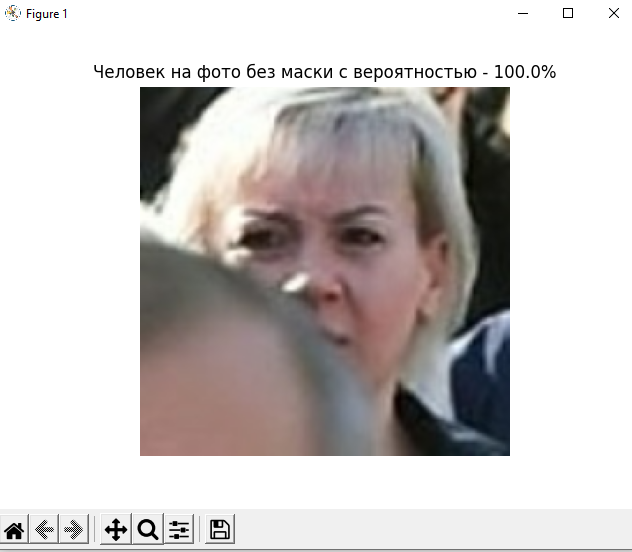 Figure 1
Человек на фото без маски с вероятностью - 100.0%